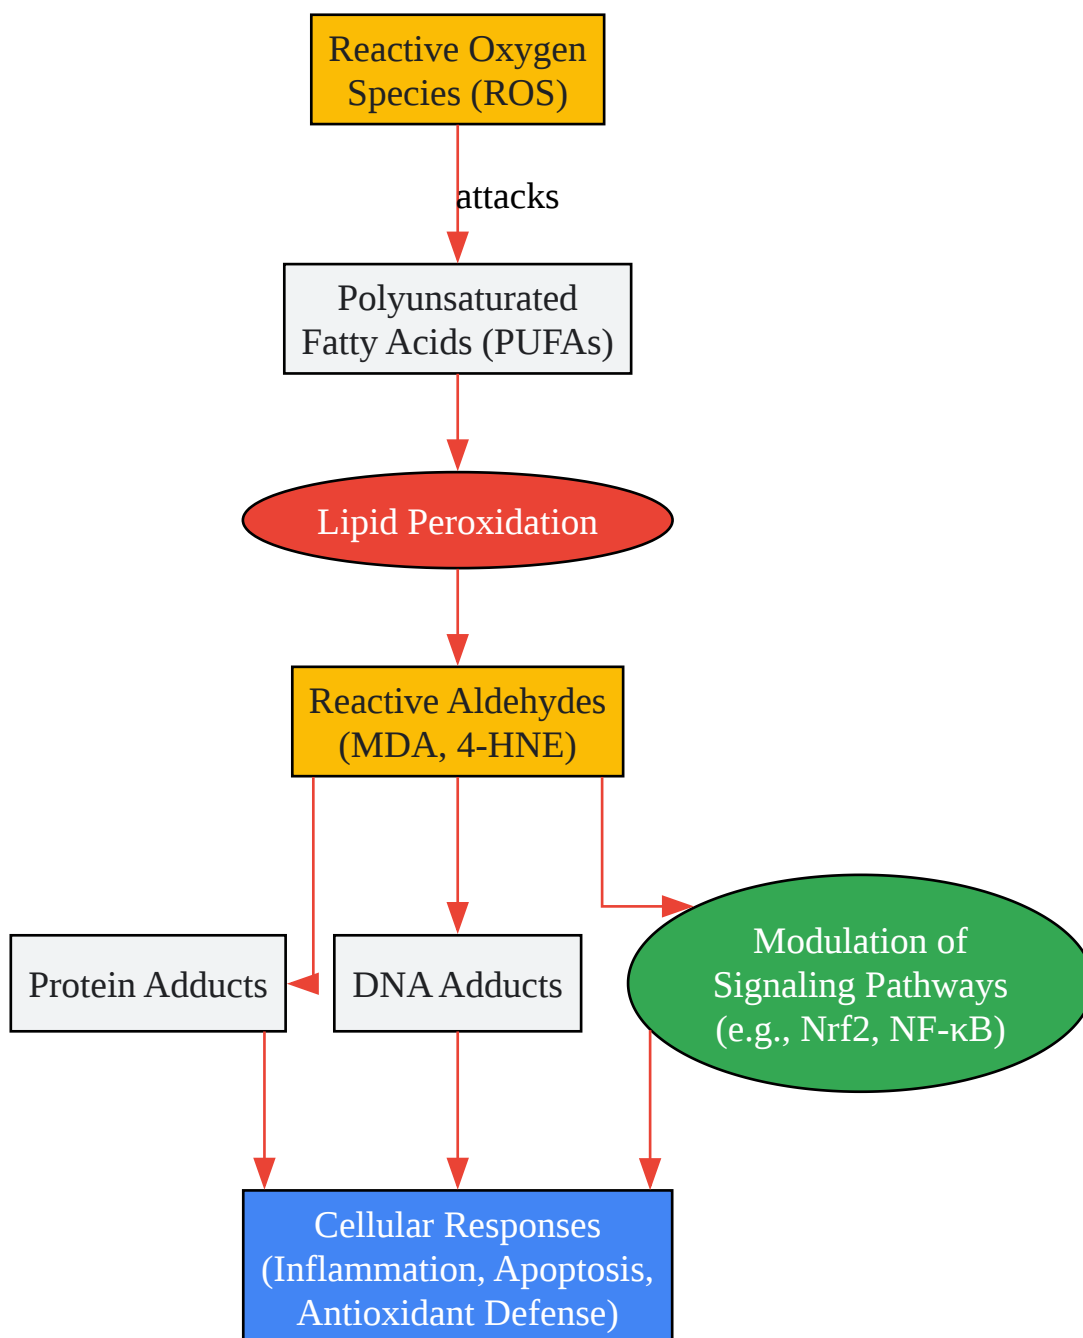 Reactive Oxygen
Species (ROS)
attacks
Polyunsaturated
Fatty Acids (PUFAs)
Lipid Peroxidation
Reactive Aldehydes
(MDA, 4-HNE)
Protein Adducts
DNA Adducts
Modulation of
Signaling Pathways
(e.g., Nrf2, NF-κB)
Cellular Responses
(Inflammation, Apoptosis,
Antioxidant Defense)